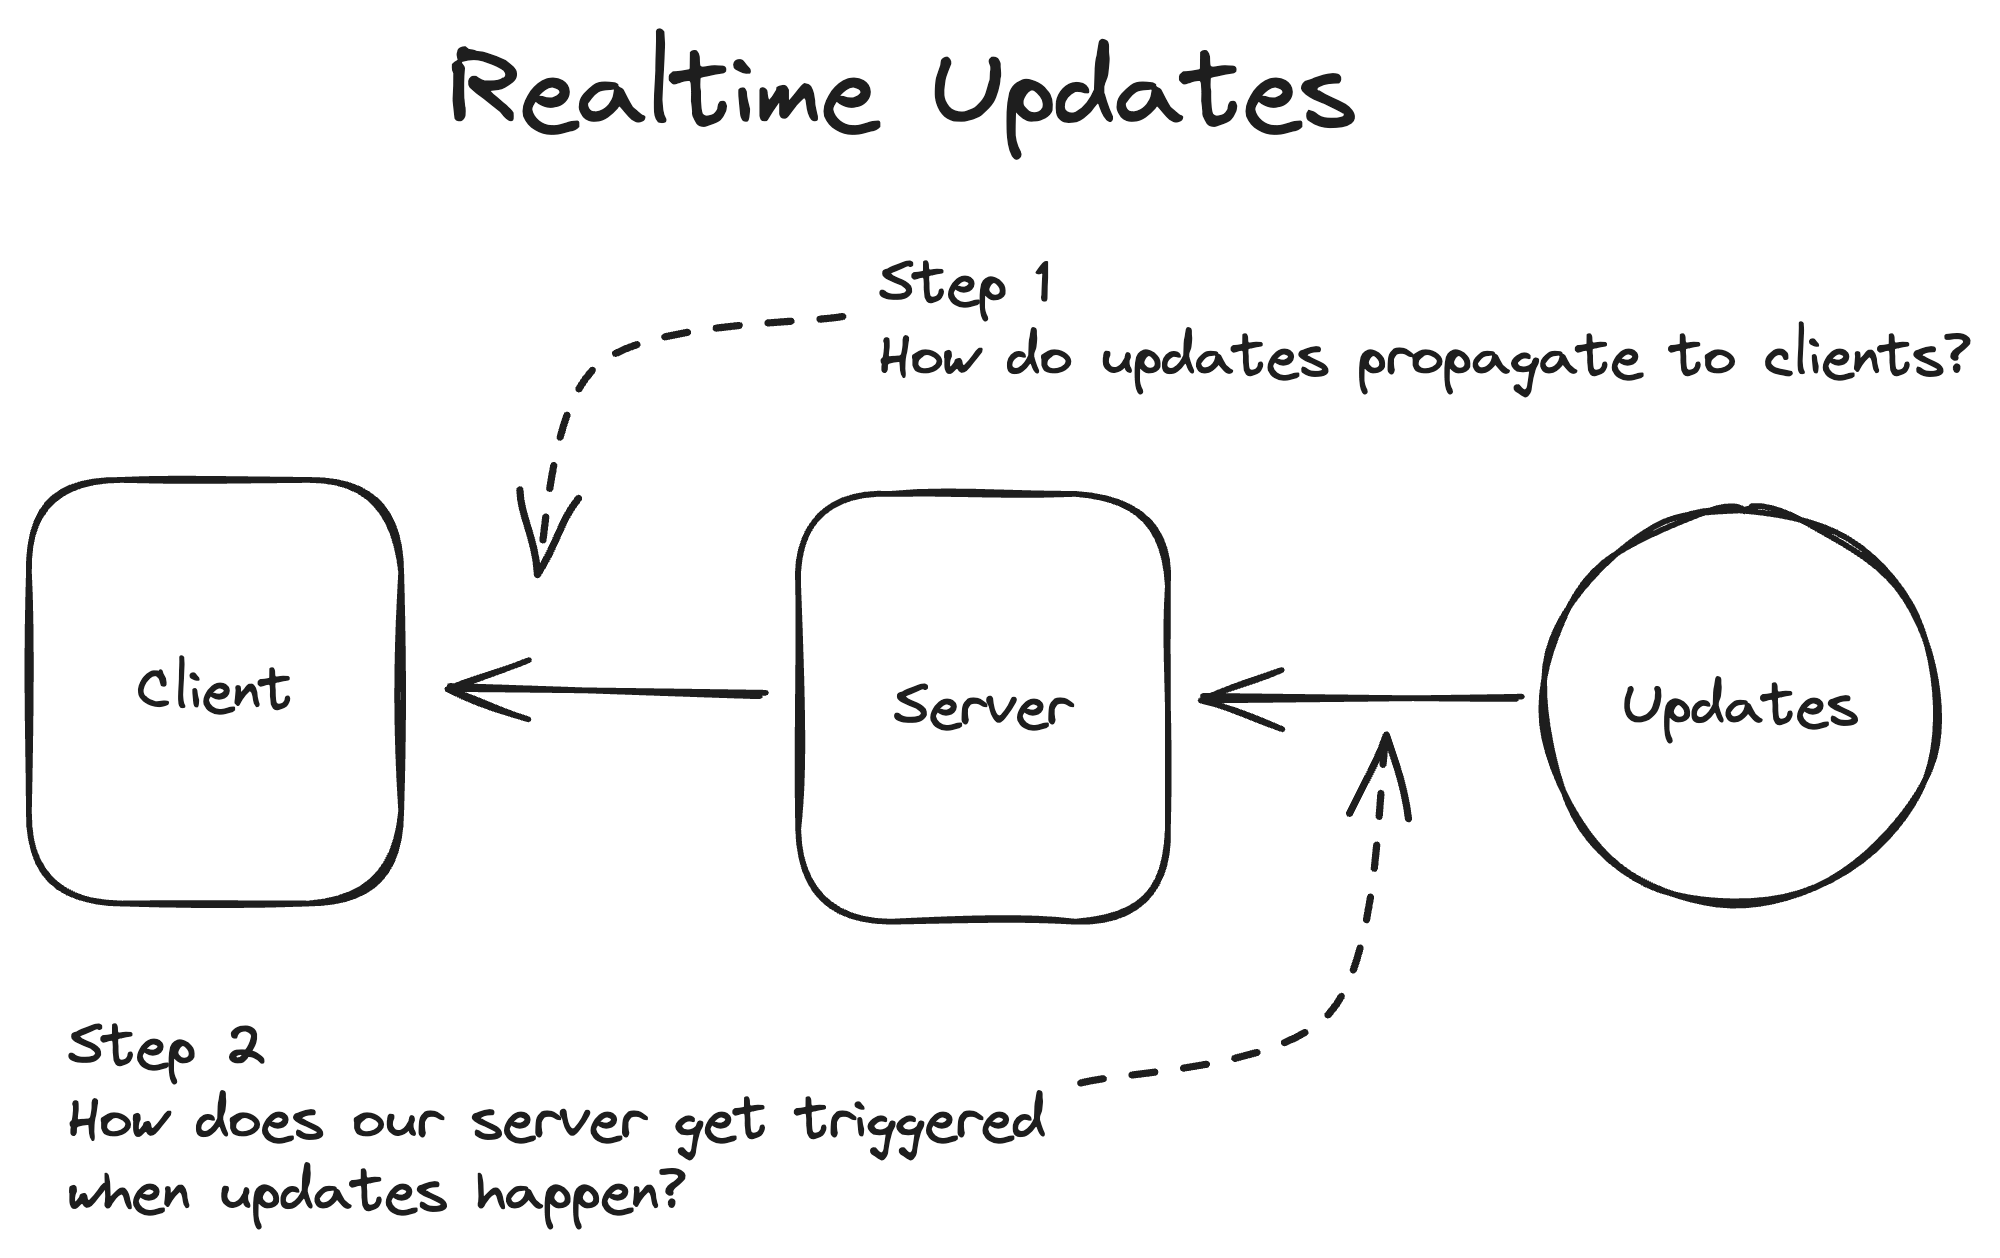 Realtime Updates
Step 1
How do updates propagate to clients?
Client
Server
Updates
Step 2
How does our server get triggered
when updates happen?